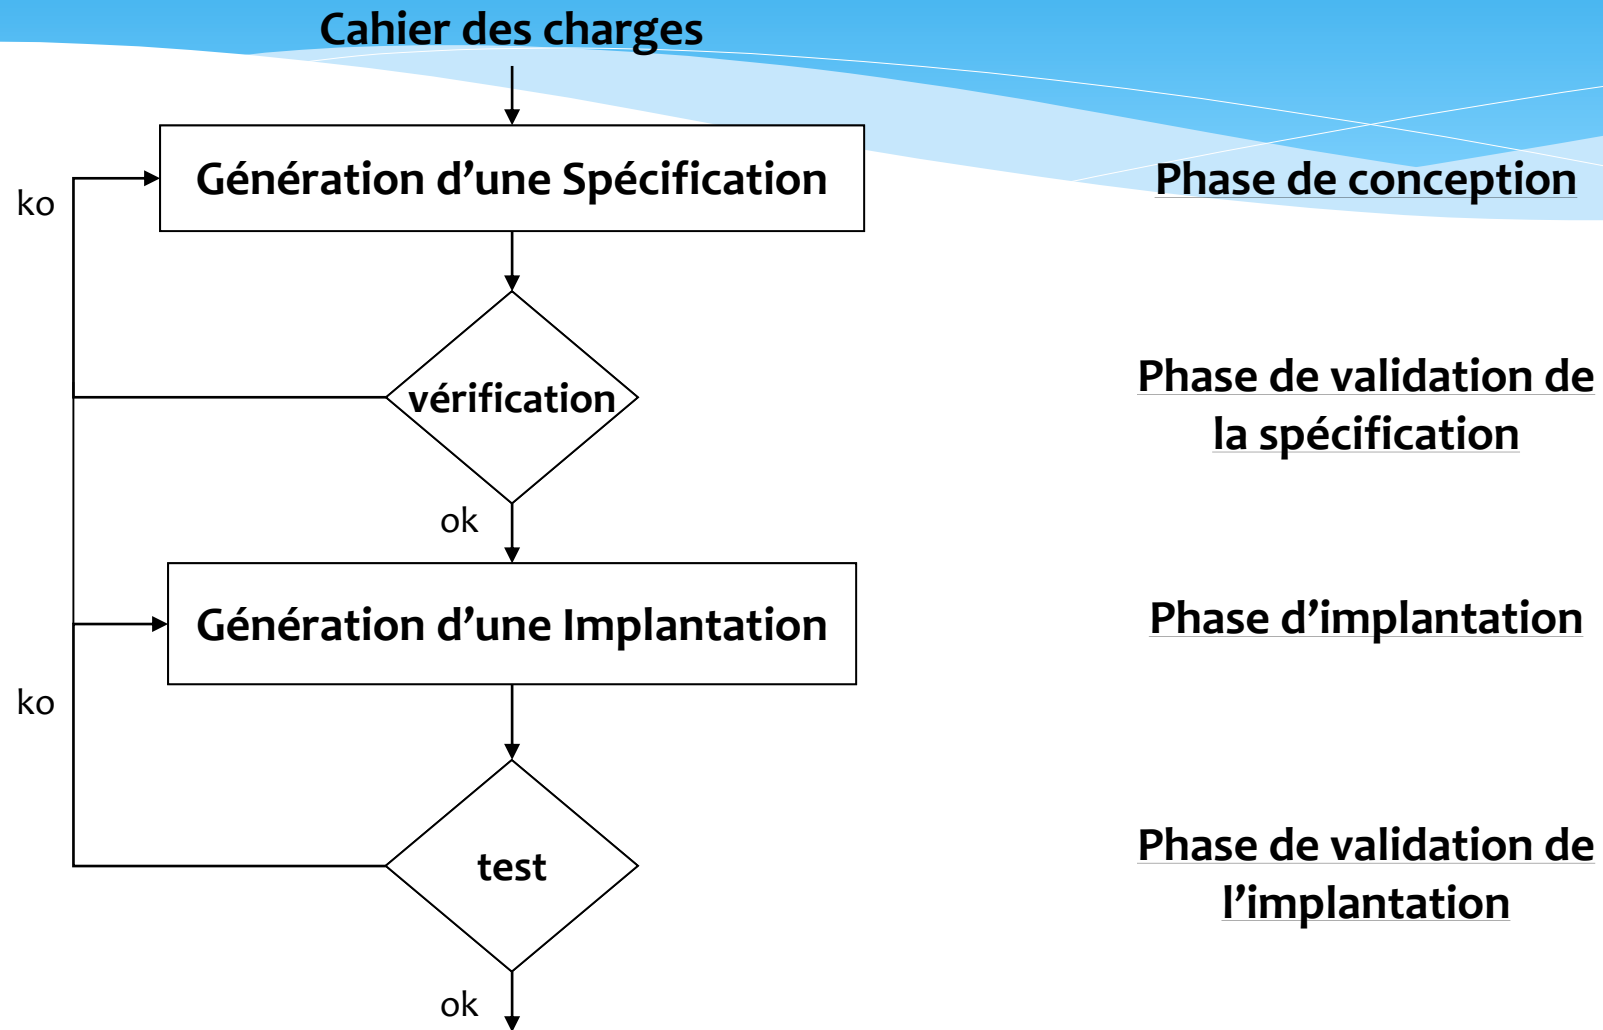 Cahier des charges
Génération d’une Spécification
Phase de conception
ko
vérification
Phase de validation de
la spécification
ok
Génération d’une Implantation
Phase d’implantation
ko
test
Phase de validation de
l’implantation
ok